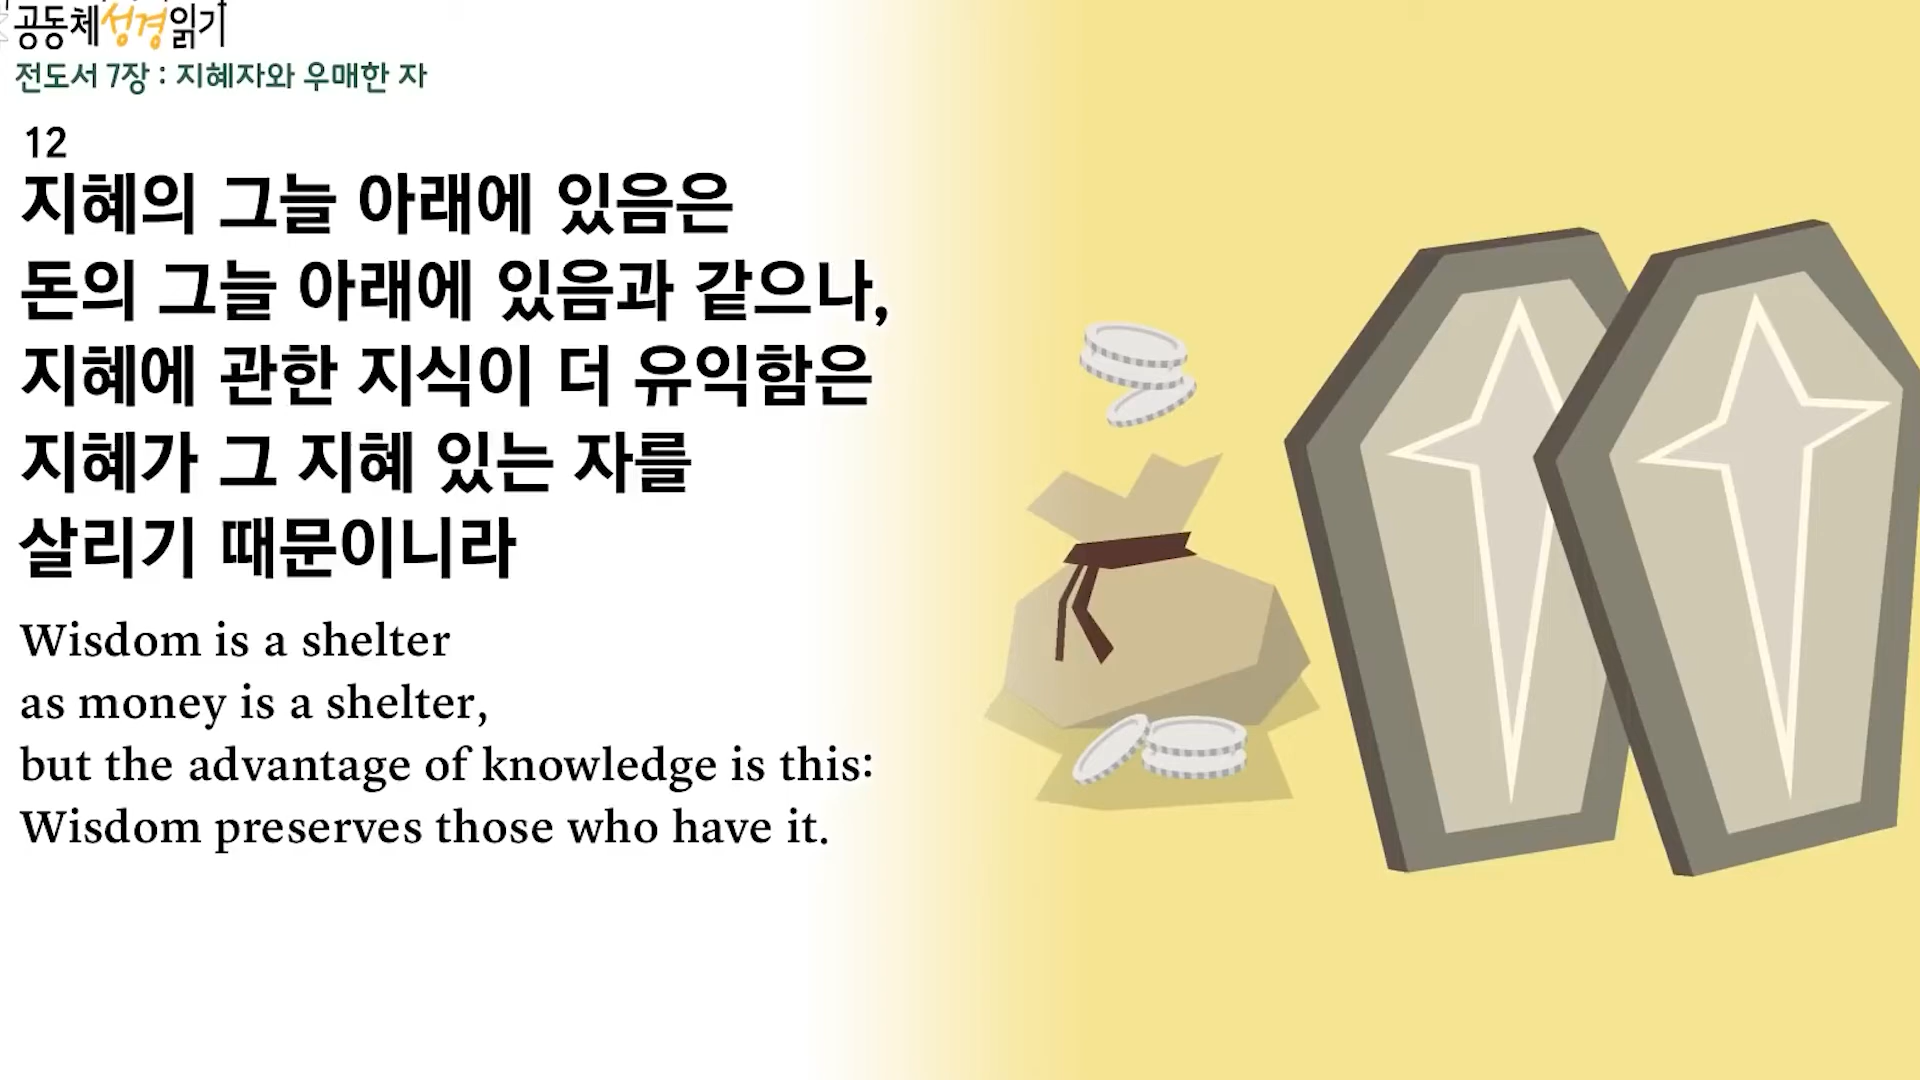 공동체성경읽기
전도서 7장 : 지혜자와 우매한 자
12
지혜의 그늘 아래에 있음은
돈의 그늘 아래에 있음과 같으나,
지혜에 관한 지식이 더 유익함은
지혜가 그 지혜 있는 자를
살리기 때문이니라
Wisdom is a shelter
as money is a shelter,
but the advantage of knowledge is this:
Wisdom preserves those who have it.